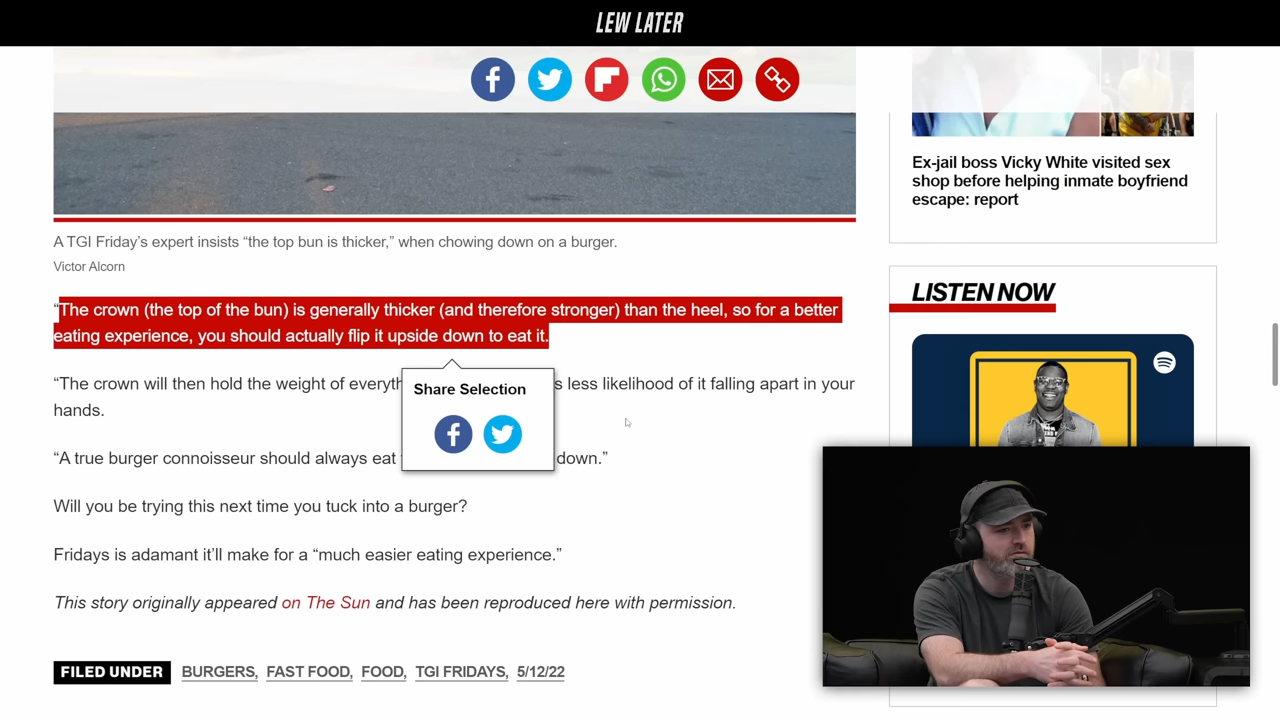 LEW LATER
A TGI Friday’s expert insists “the top bun is thicker,” when chowing down on a burger.
Victor Alcorn
“The crown (the top of the bun) is generally thicker (and therefore stronger) than the heel, so for a better
eating experience, you should actually flip it upside down to eat it.
“The crown will then hold the weight of everyth
s less likelihood of it falling apart in your
hands.
Share Selection
“A true burger connoisseur should always eat
down.”
Will you be trying this next time you tuck into a burger?
Fridays is adamant it’ll make for a “much easier eating experience.”
This story originally appeared on The Sun and has been reproduced here with permission.
FILED UNDER BURGERS, FAST FOOD, FOOD, TGI FRIDAYS, 5/12/22
Ex-jail boss Vicky White visited sex
shop before helping inmate boyfriend
escape: report
LISTEN NOW